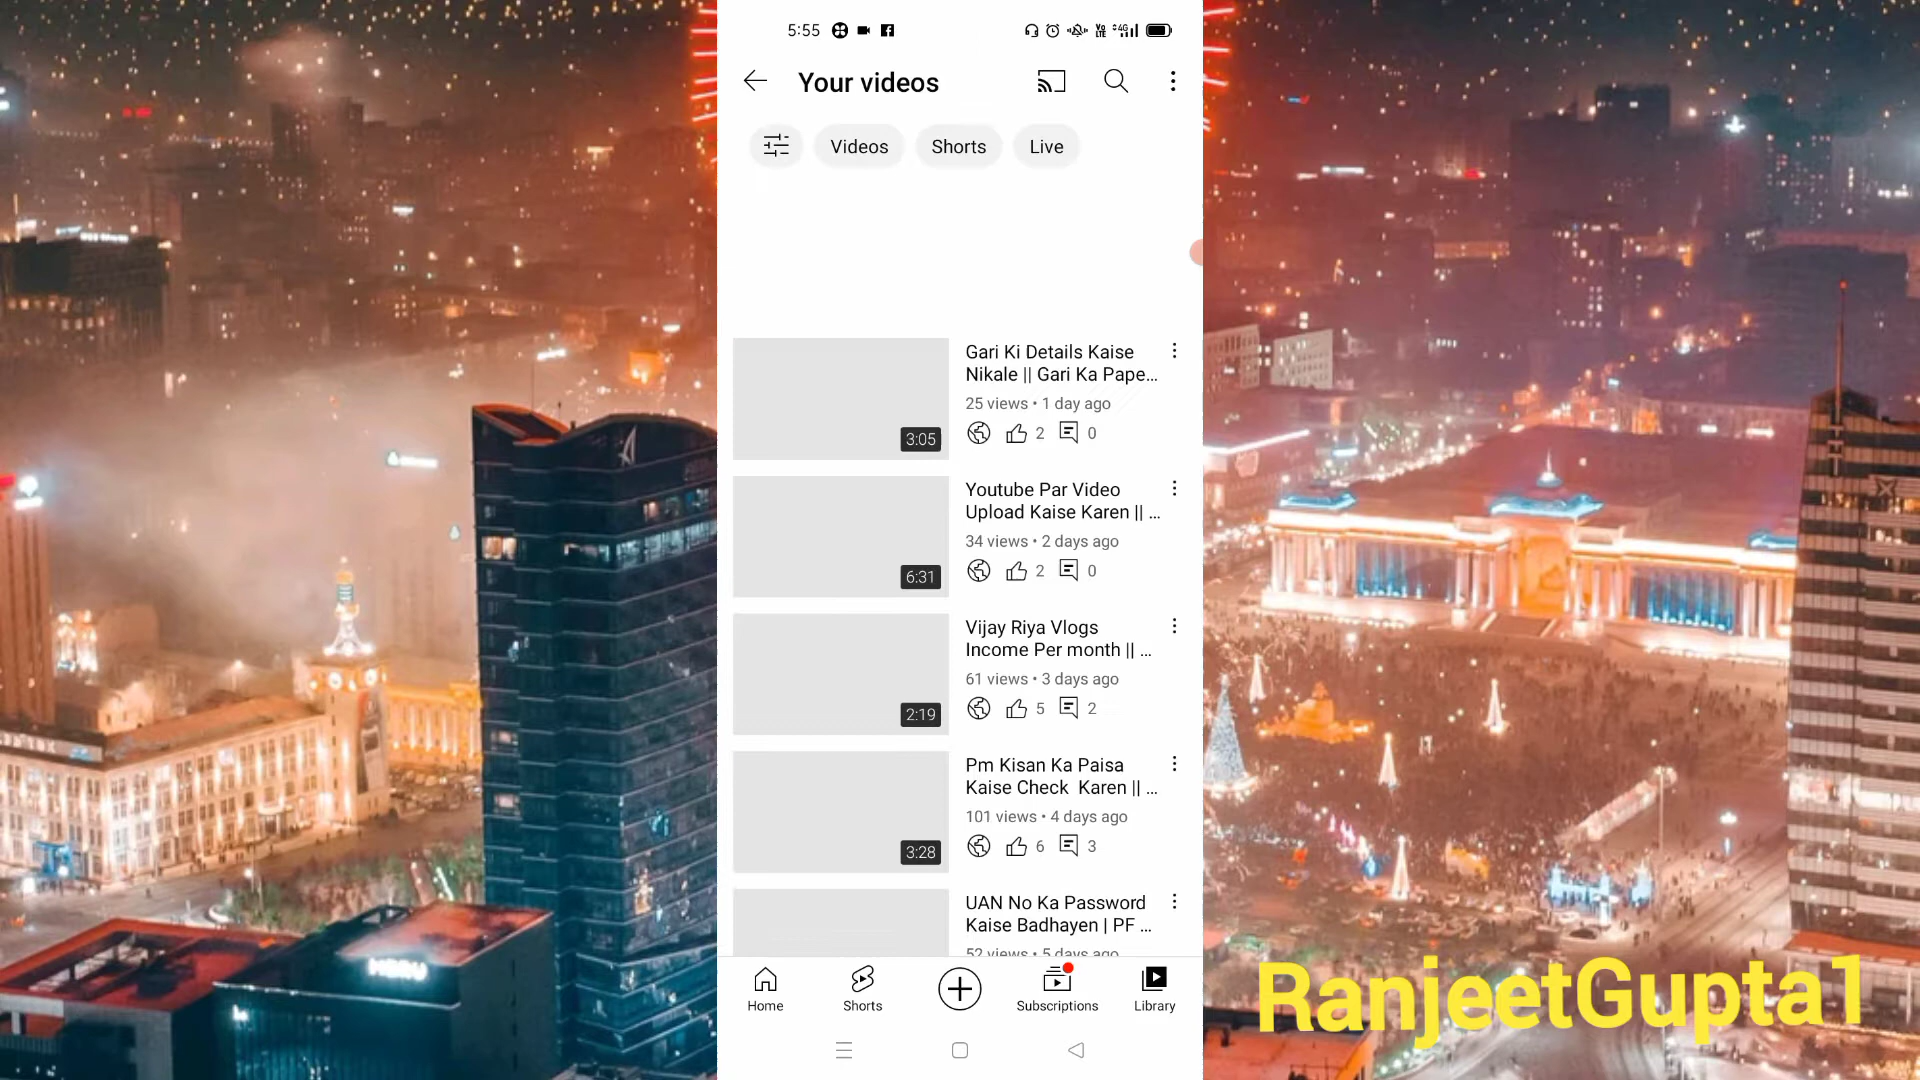 5:55
Your videos
Videos
Shorts
Live
Gari Ki Details Kaise
Nikale || Gari Ka Pape...
25 views • 1 day ago
2
0
3:05
Youtube Par Video
Upload Kaise Karen || ...
34 views • 2 days ago
2
0
6:31
Vijay Riya Vlogs
Income Per month || ...
61 views • 3 days ago
5
2
2:19
Pm Kisan Ka Paisa
Kaise Check Karen || ...
101 views • 4 days ago
6
3
3:28
UAN No Ka Password
Kaise Badhayen | PF ...
52 views • 5 days ago
Home
Shorts
Subscriptions
Library
RanjeetGupta1